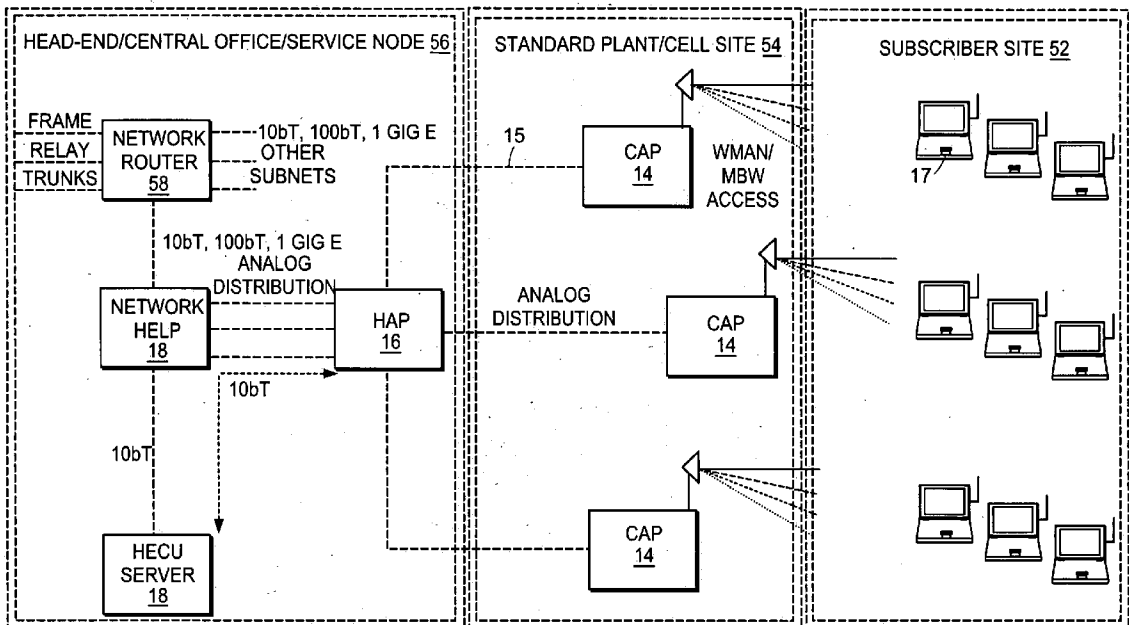 HEAD-END/CENTRAL OFFICE/SERVICE NODE 56
FRAME
RELAY
TRUNKS
NETWORK
ROUTER
58
10bT, 100bT, 1 GIG E
OTHER
SUBNETS
10bT, 100bT, 1 GIG E
ANALOG
DISTRIBUTION
NETWORK
HELP
18
HAP
16
10bT
10bT
HECU
SERVER
18
STANDARD PLANT/CELL SITE 54
15
CAP
14
WMAN/
MBW
ACCESS
ANALOG
DISTRIBUTION
CAP
14
CAP
14
SUBSCRIBER SITE 52
17